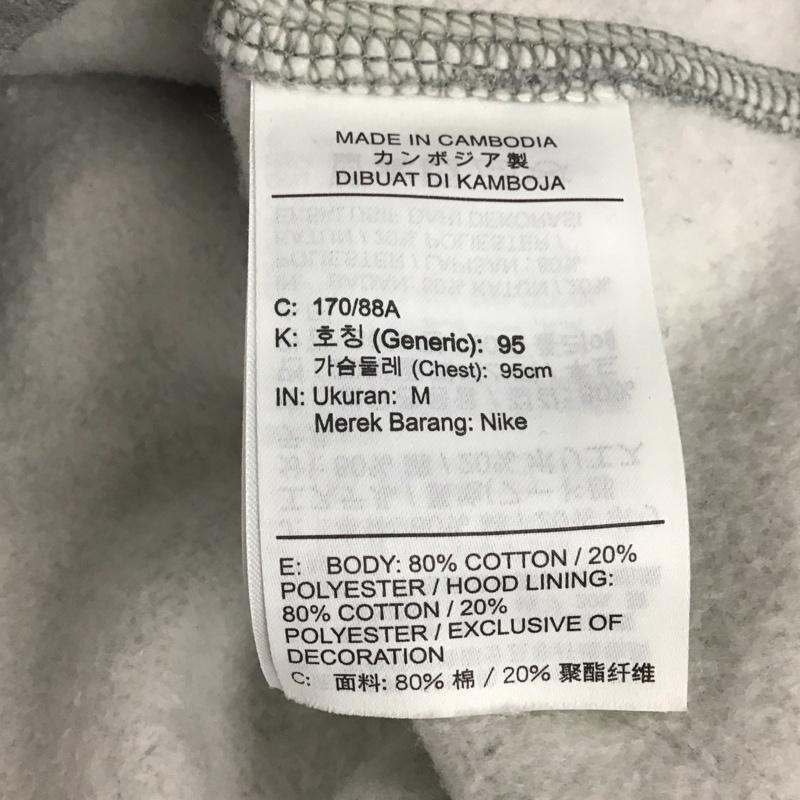 MADE IN CAMBODIA
カンボジア製
DIBUAT DI KAMBOJA
C: 170/88A
K: 호칭 (Generic): 95
가슴둘레 (Chest): 95cm
IN: Ukuran: M
Merek Barang: Nike
E: BODY: 80% COTTON / 20%
POLYESTER / HOOD LINING:
80% COTTON / 20%
POLYESTER / EXCLUSIVE OF
DECORATION
C: 面料: 80% 棉 / 20% 聚酯纤维